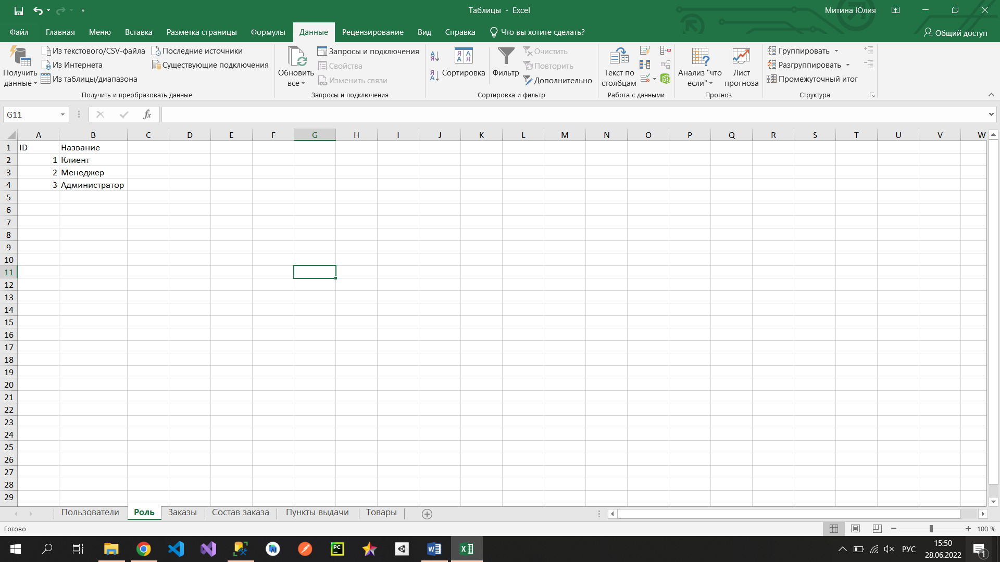 Таблицы - Excel
Митина Юлия
Файл Главная Меню Вставка Разметка страницы Формулы Данные Рецензирование Вид Справка Что вы хотите сделать? Общий доступ
Получить данные
Из текстового/CSV-файла
Из Интернета
Из таблицы/диапазона
Последние источники
Существующие подключения
Получить и преобразовать данные
Обновить все
Запросы и подключения
Свойства
Изменить связи
Запросы и подключения
Сортировка
Фильтр
Очистить
Повторить
Дополнительно
Сортировка и фильтр
Текст по столбцам
Работа с данными
Анализ "что если"
Лист прогноза
Прогноз
Группировать
Разгруппировать
Промежуточный итог
Структура
G11
fx
A B C D E F G H I J K L M N O P Q R S T U V W
1 ID Название
2 1 Клиент
3 2 Менеджер
4 3 Администратор
5
6
7
8
9
10
11
12
13
14
15
16
17
18
19
20
21
22
23
24
25
26
27
28
29
Пользователи Роль Заказы Состав заказа Пункты выдачи Товары
Готово
100 %
РУС
15:50
28.06.2022
1